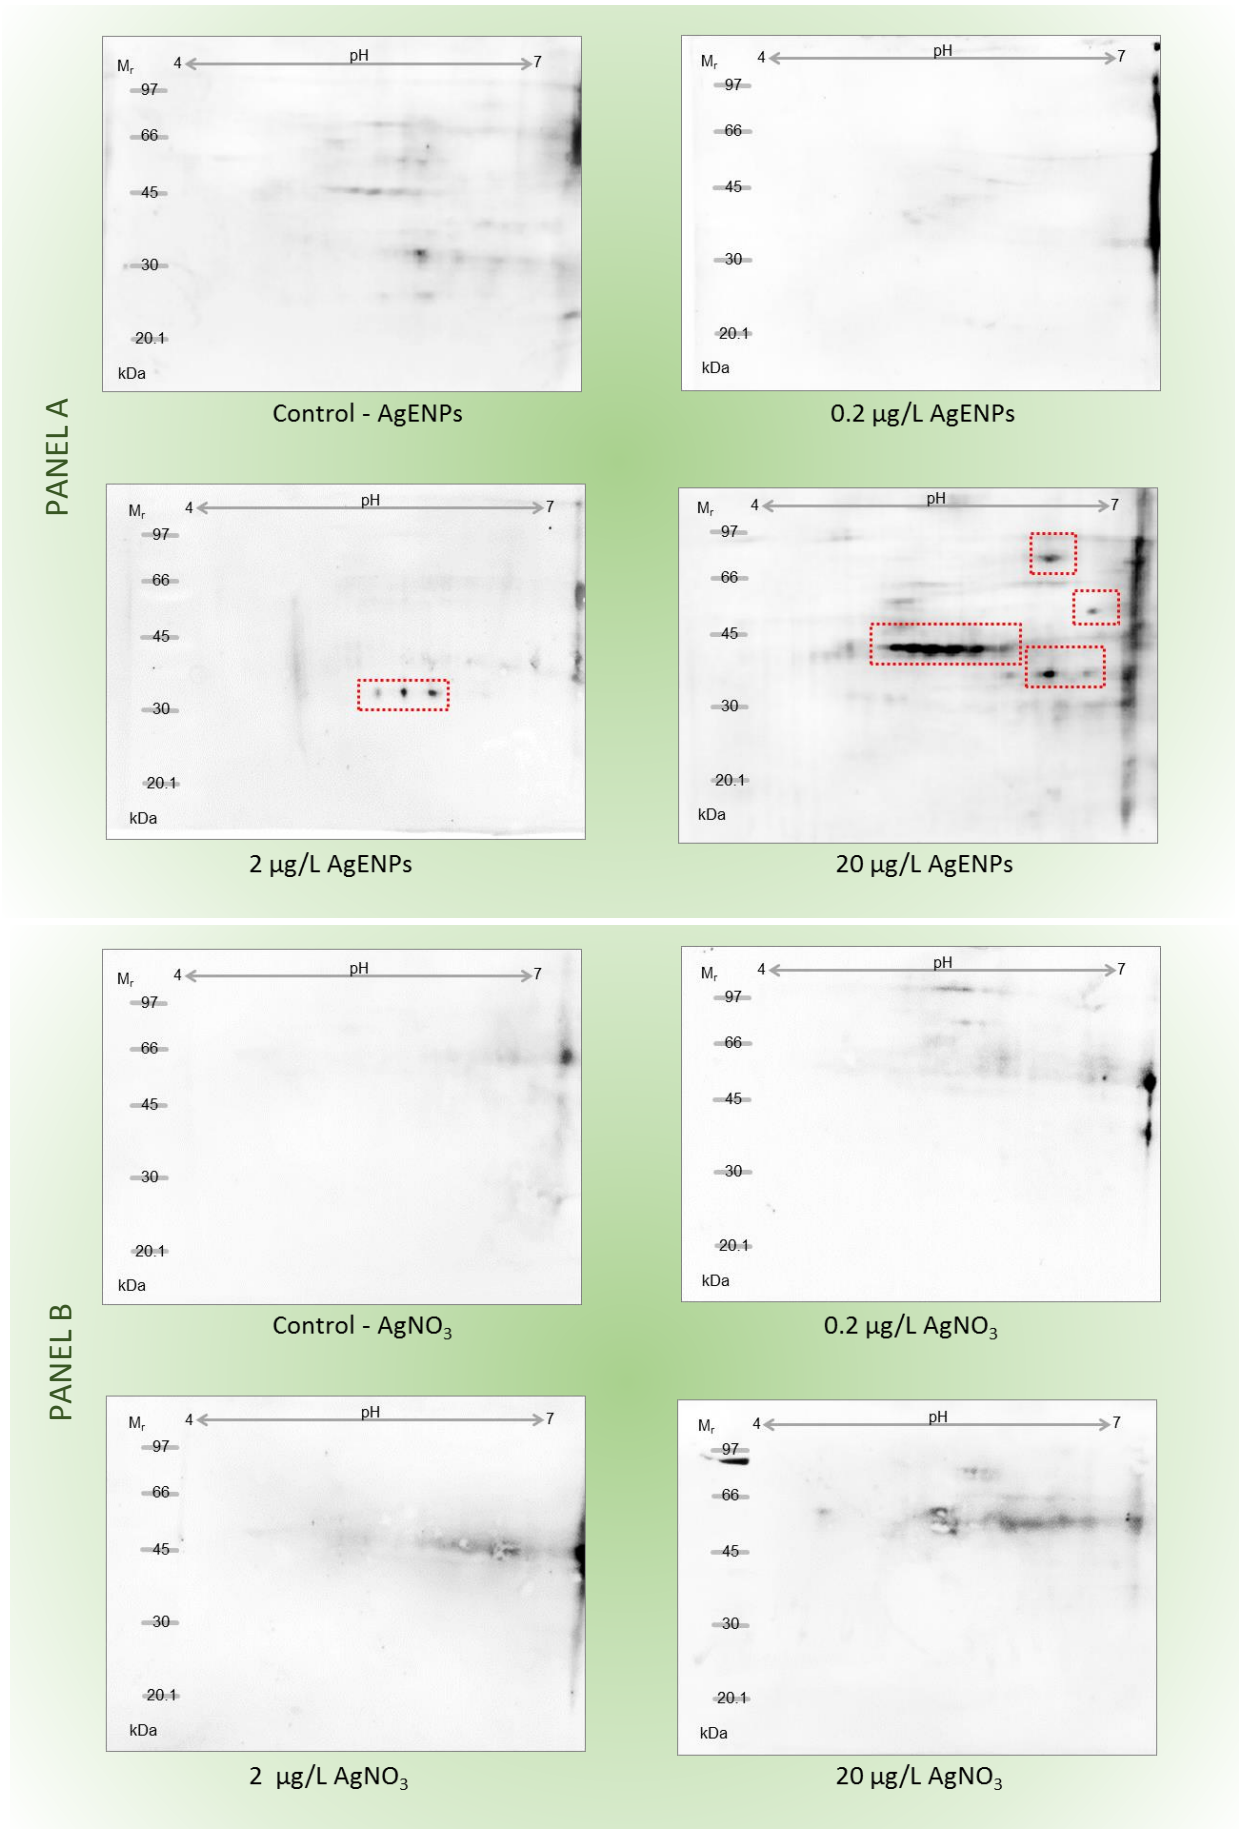 PANEL A
Mr 4 pH 7
97
66
45
30
20.1
kDa
Control - AgENPs
Mr 4 pH 7
97
66
45
30
20.1
kDa
0.2 µg/L AgENPs
Mr 4 pH 7
97
66
45
30
20.1
kDa
2 µg/L AgENPs
Mr 4 pH 7
97
66
45
30
20.1
kDa
20 µg/L AgENPs
PANEL B
Mr 4 pH 7
97
66
45
30
20.1
kDa
Control - AgNO₃
Mr 4 pH 7
97
66
45
30
20.1
kDa
0.2 µg/L AgNO₃
Mr 4 pH 7
97
66
45
30
20.1
kDa
2 µg/L AgNO₃
Mr 4 pH 7
97
66
45
30
20.1
kDa
20 µg/L AgNO₃